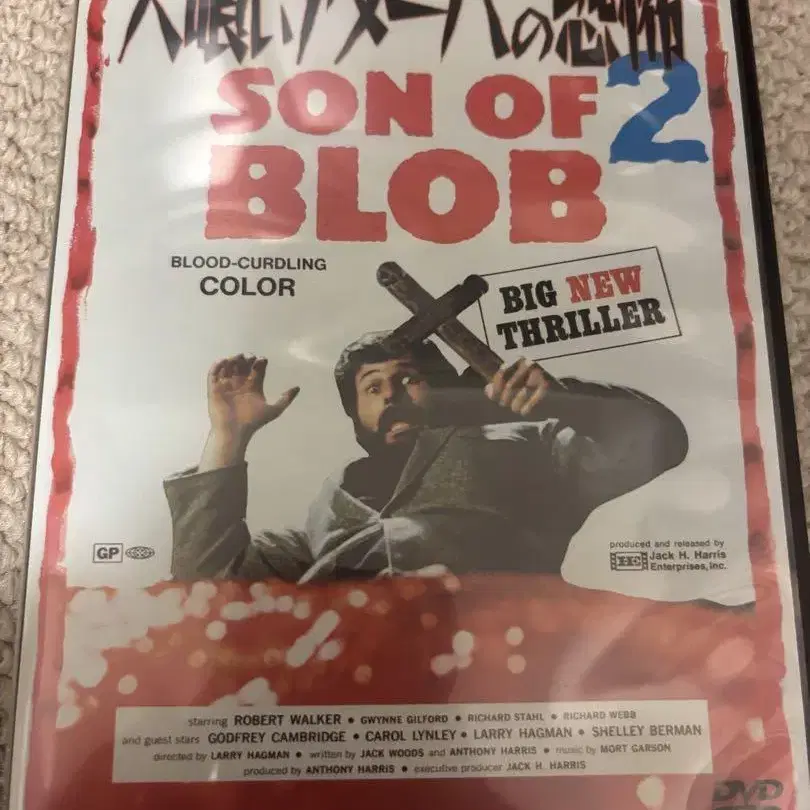 人喰いアメーバの恐怖
2
SON OF
BLOB
BLOOD-CURDLING
COLOR
BIG NEW
THRILLER
GP
produced and released by
Jack H. Harris
Enterprises, Inc.
starring ROBERT WALKER • GWYNNE GILFORD • RICHARD STAHL • RICHARD WEBB
and guest stars GODFREY CAMBRIDGE • CAROL LYNLEY • LARRY HAGMAN • SHELLEY BERMAN
directed by LARRY HAGMAN • written by JACK WOODS and ANTHONY HARRIS • music by MORT GARSON
produced by ANTHONY HARRIS • executive producer JACK H. HARRIS
DVD